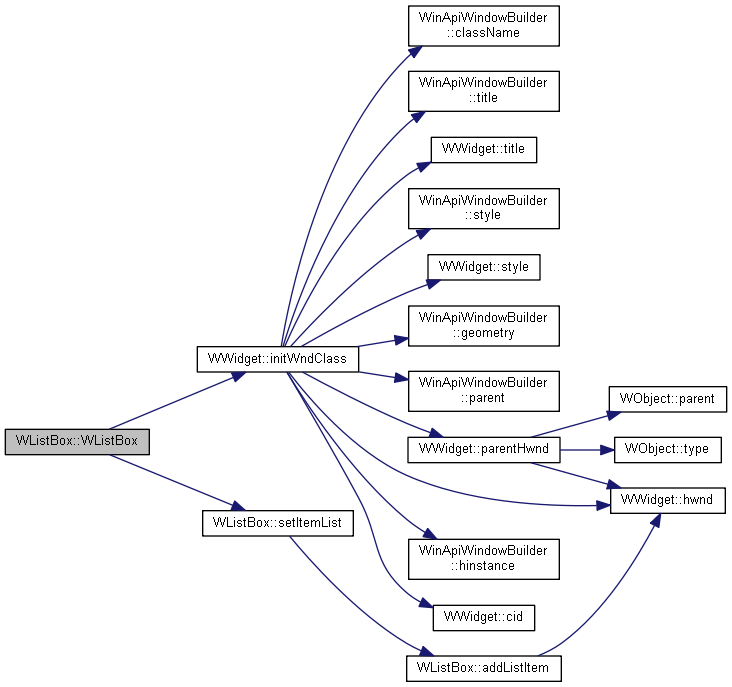 WinApiWindowBuilder
::className
WinApiWindowBuilder
::title
WWidget::title
WinApiWindowBuilder
::style
WWidget::style
WinApiWindowBuilder
::geometry
WWidget::initWndClass
WinApiWindowBuilder
::parent
WObject::parent
WListBox::WListBox
WWidget::parentHwnd
WObject::type
WWidget::hwnd
WListBox::setItemList
WinApiWindowBuilder
::hinstance
WWidget::cid
WListBox::addListItem